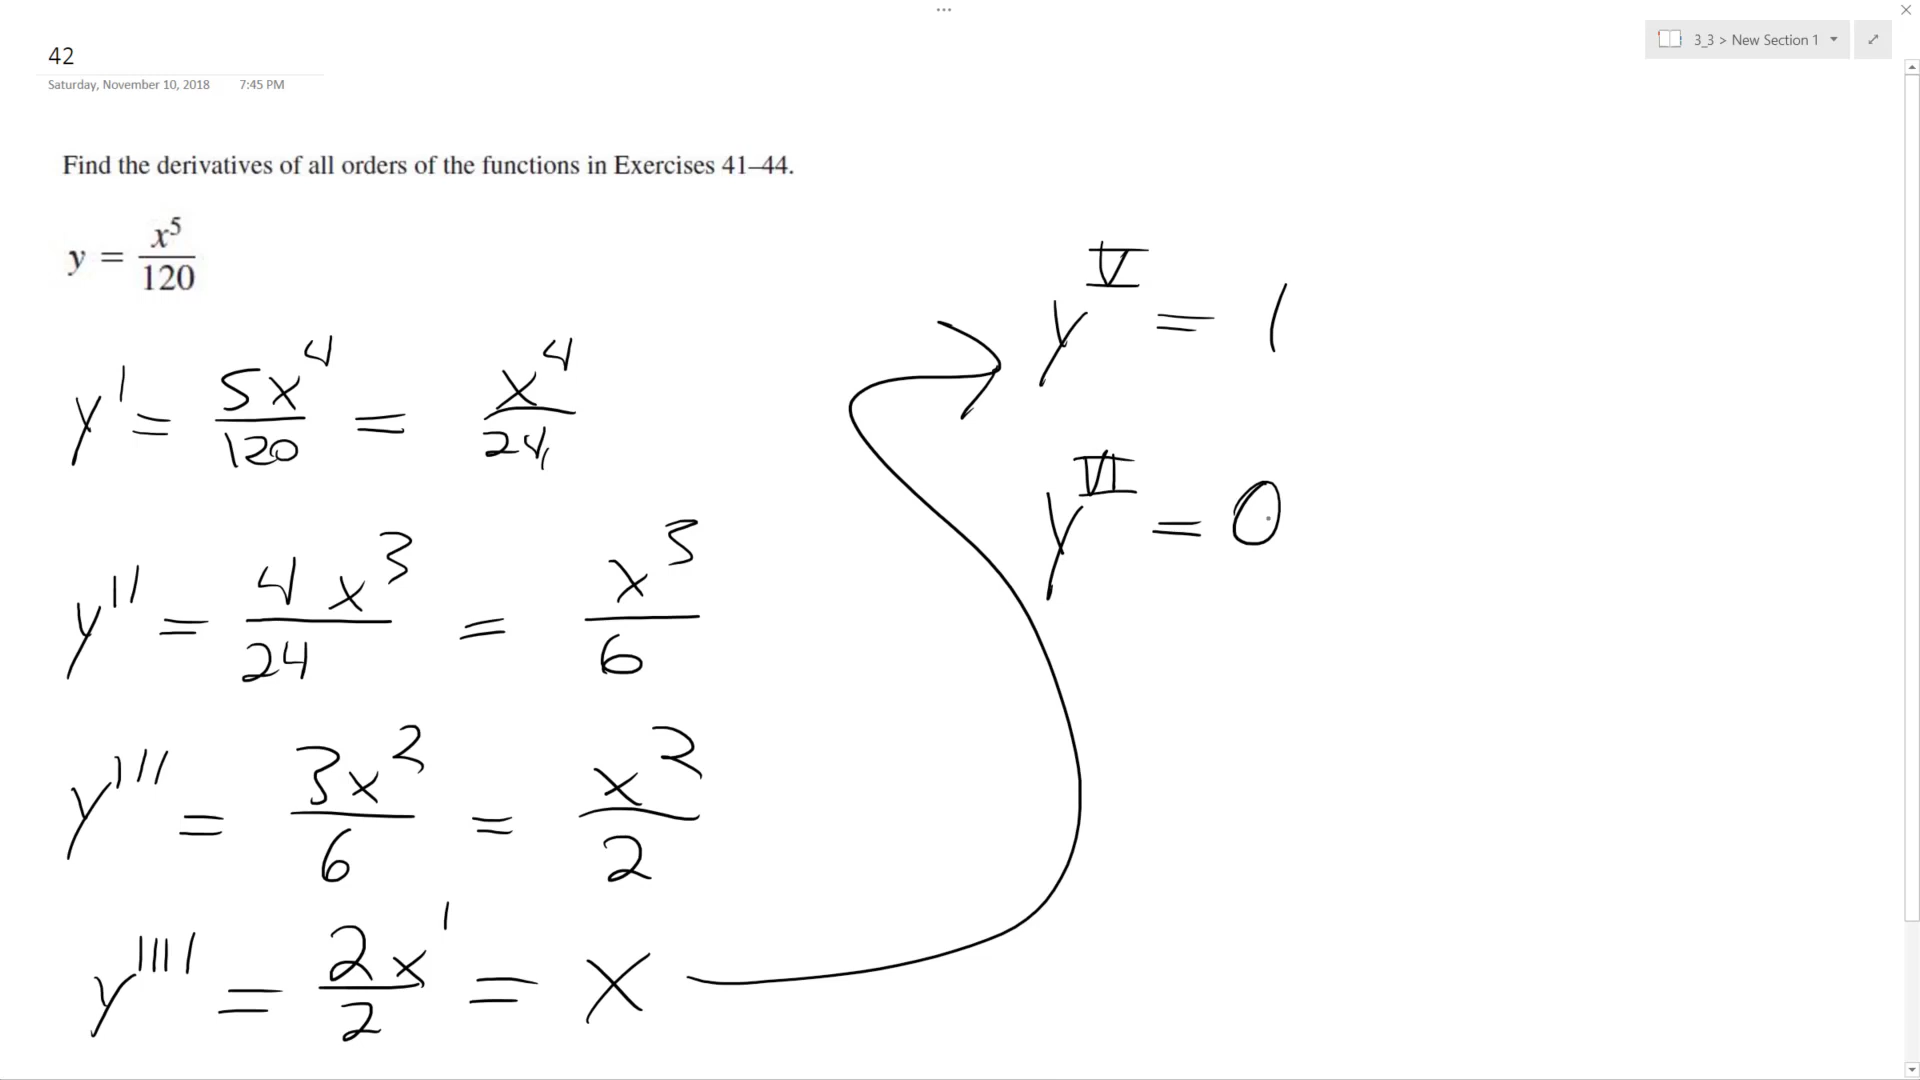 ...
3_3 > New Section 1
42
Saturday, November 10, 2018 7:45 PM
Find the derivatives of all orders of the functions in Exercises 41–44.
y = x^5/120
y' = 5x^4/120 = x^4/24
y'' = 4x^3/24 = x^3/6
y''' = 3x^2/6 = x^2/2
y'''' = 2x^1/2 = x
y^V = 1
y^VI = 0